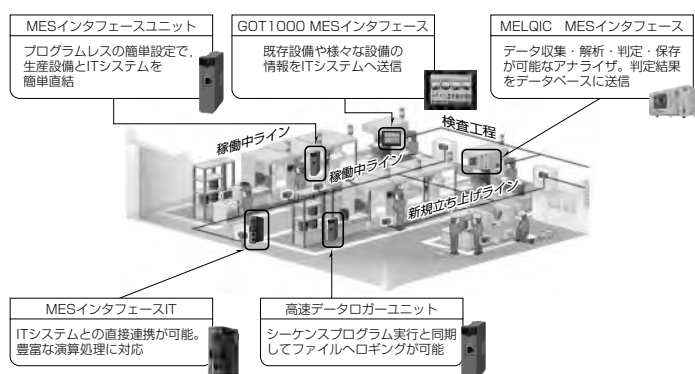 MESインタフェースユニット
プログラムレスの簡単設定で,
生産設備とITシステムを
簡単直結
GOT1000 MESインタフェース
既存設備や様々な設備の
情報をITシステムへ送信
MELQIC　MESインタフェース
データ収集・解析・判定・保存
が可能なアナライザ。判定結果
をデータベースに送信
検査工程
稼働中ライン
稼働中ライン
新規立ち上げライン
MESインタフェースIT
ITシステムとの直接連携が可能。
豊富な演算処理に対応
高速データロガーユニット
シーケンスプログラム実行と同期
してファイルへロギングが可能